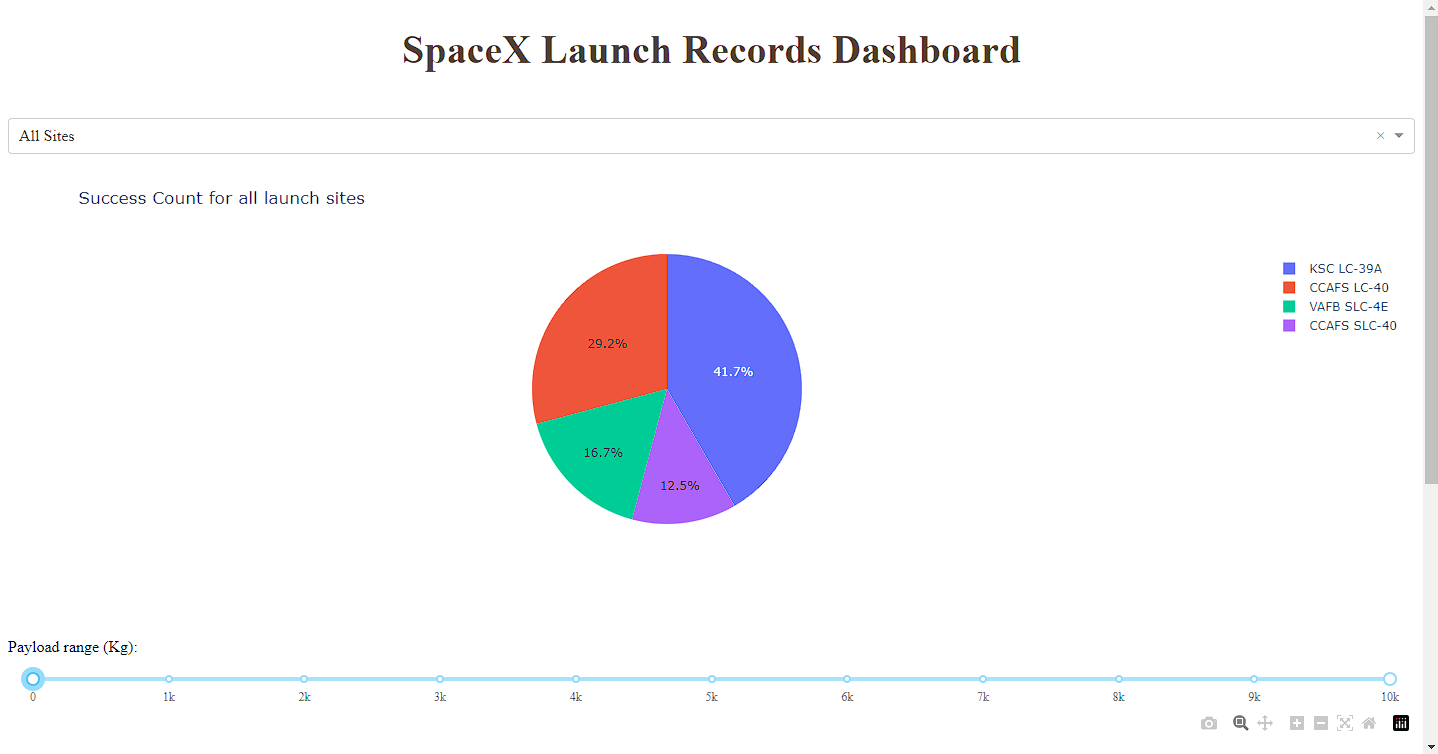 SpaceX Launch Records Dashboard
All Sites
×
Success Count for all launch sites
KSC LC-39A
CCAFS LC-40
VAFB SLC-4E
CCAFS SLC-40
29.2%
41.7%
16.7%
12.5%
Payload range (Kg):
0 1k 2k 3k 4k 5k 6k 7k 8k 9k 10k